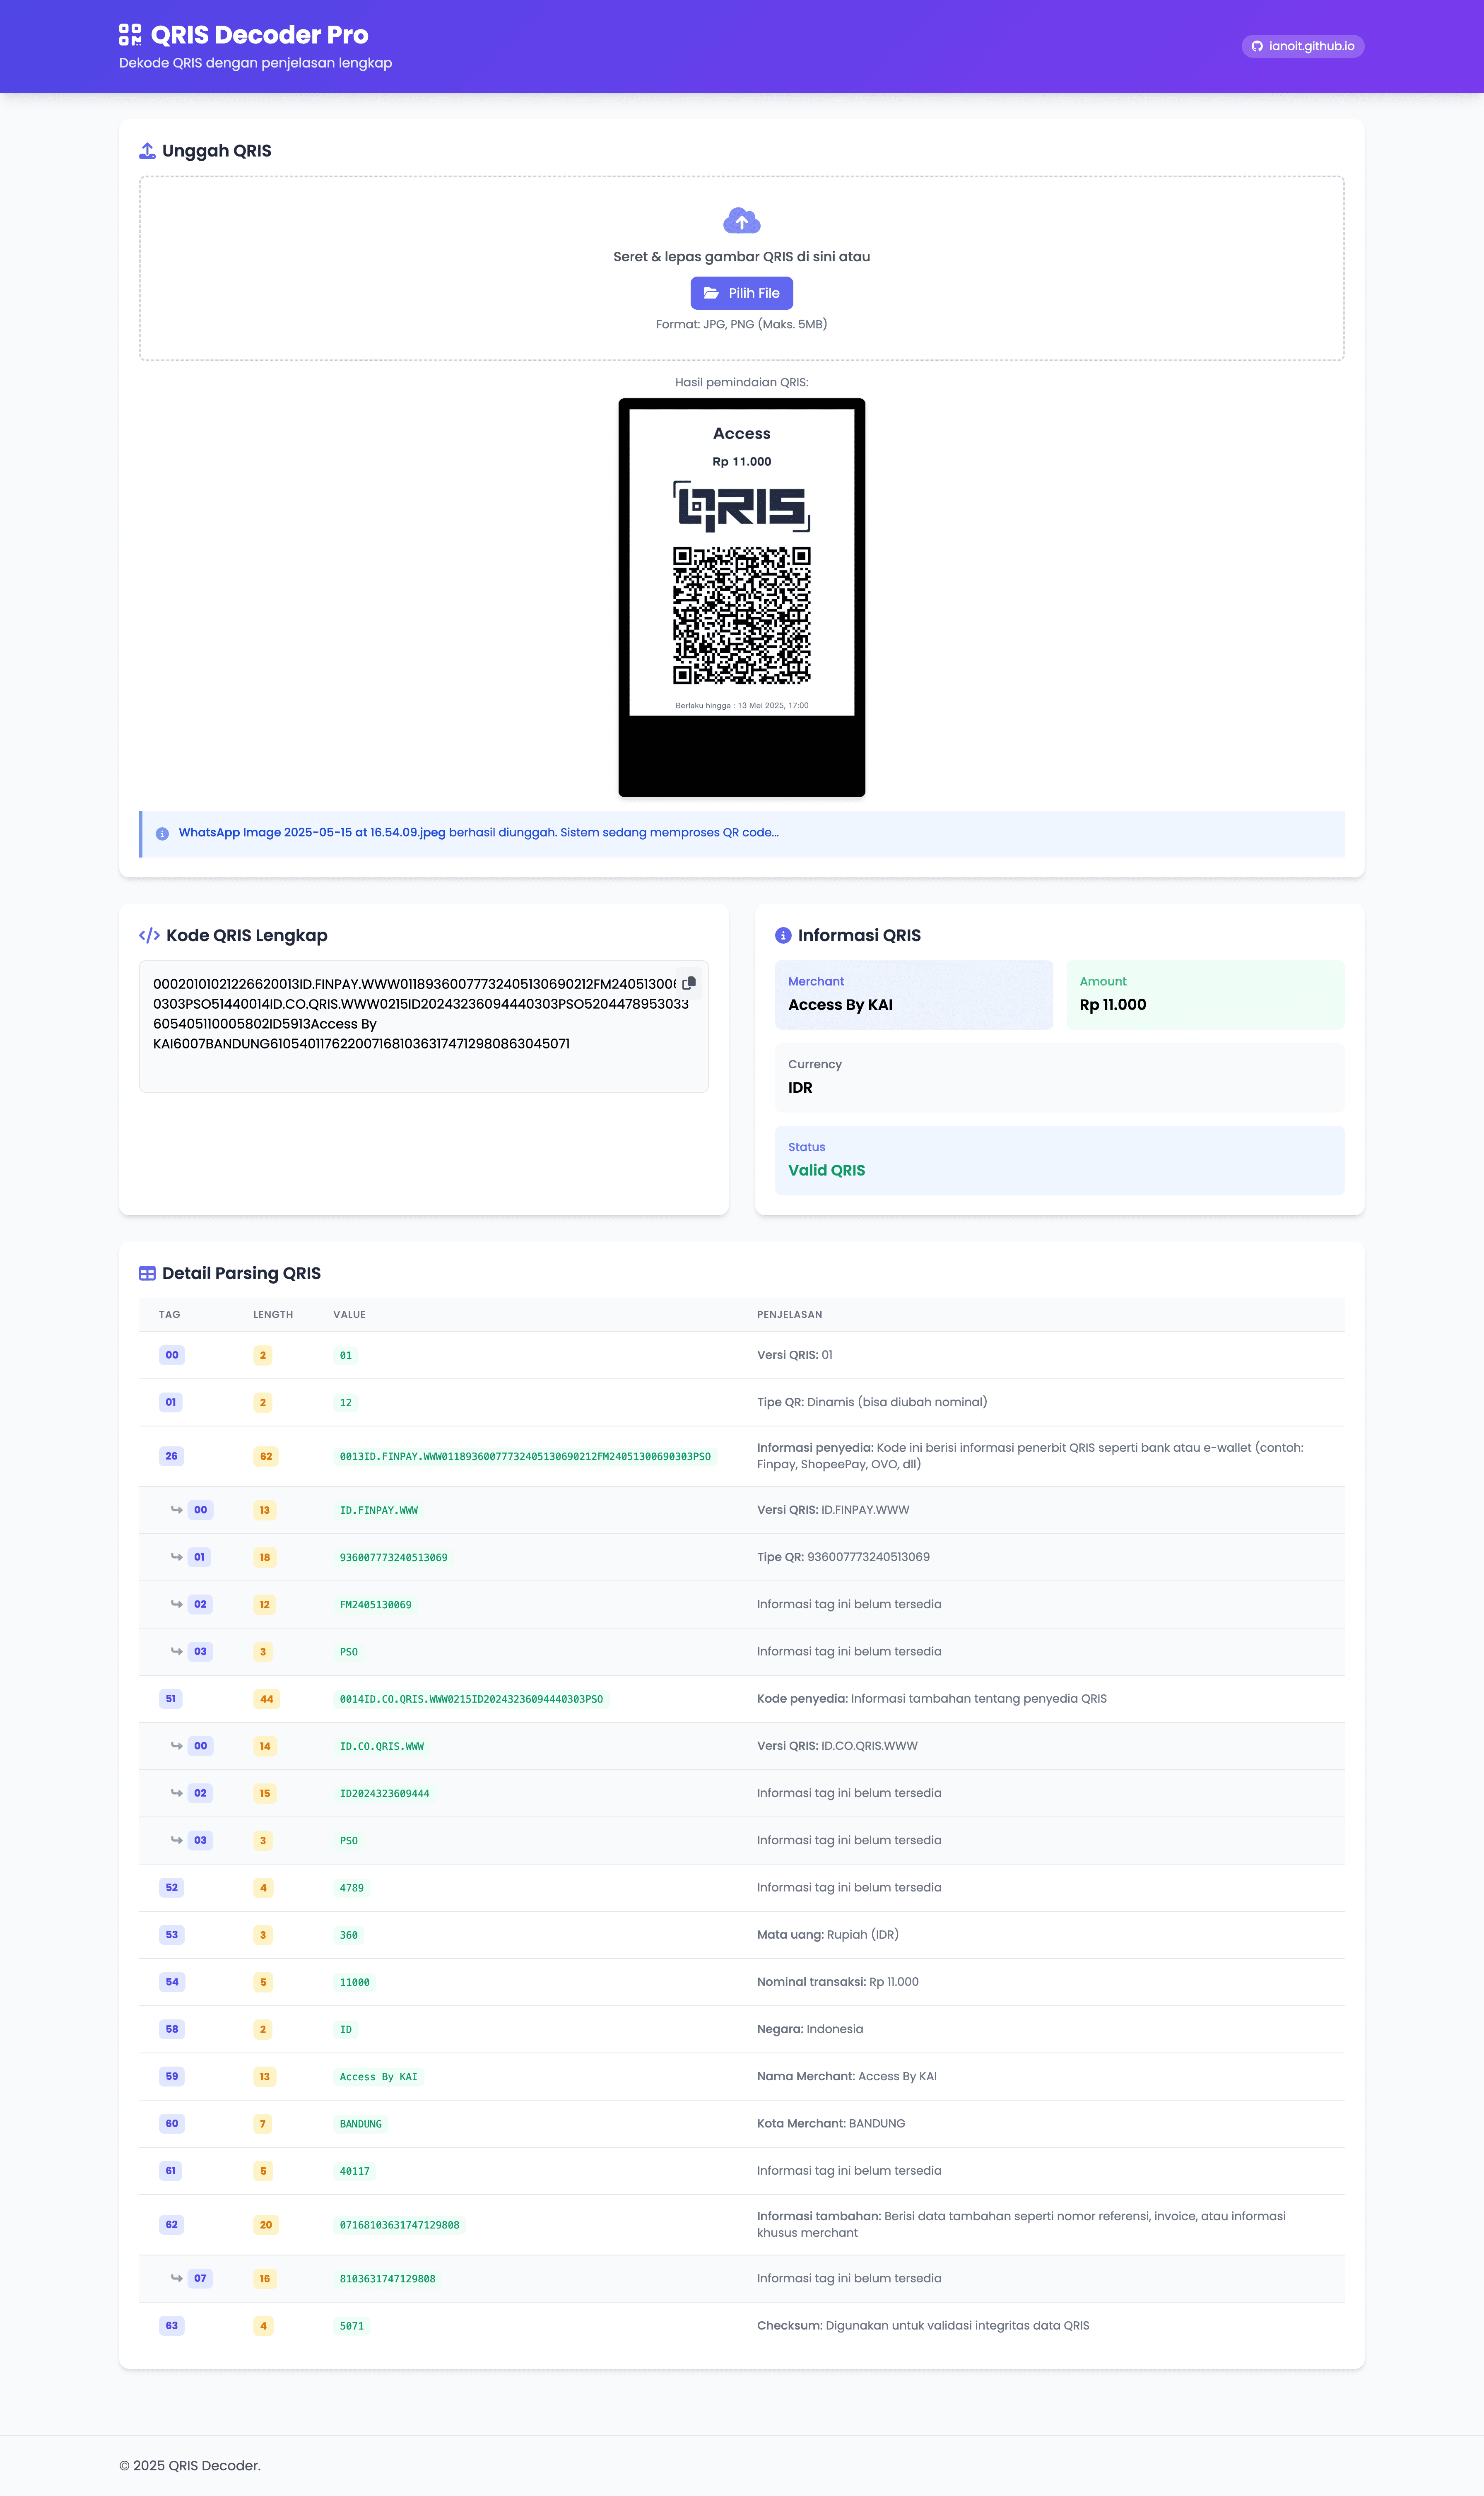 QRIS Decoder Pro
Dekode QRIS dengan penjelasan lengkap
ianoit.github.io
Unggah QRIS
Seret & lepas gambar QRIS di sini atau
Pilih File
Format: JPG, PNG (Maks. 5MB)
Hasil pemindaian QRIS:
Access
Rp 11.000
QRIS
Berlaku hingga : 13 Mei 2025, 17:00
WhatsApp Image 2025-05-15 at 16.54.09.jpeg berhasil diunggah. Sistem sedang memproses QR code...
Kode QRIS Lengkap
00020101021226620013ID.FINPAY.WWW01189360077732405130690212FM2405130069
0303PSO51440014ID.CO.QRIS.WWW0215ID20243236094440303PSO5204478953033
605405110005802ID5913Access By
KAI6007BANDUNG61054011762200716810363174712980863045071
Informasi QRIS
Merchant
Access By KAI
Amount
Rp 11.000
Currency
IDR
Status
Valid QRIS
Detail Parsing QRIS
TAG LENGTH VALUE PENJELASAN
00 2 01 Versi QRIS: 01
01 2 12 Tipe QR: Dinamis (bisa diubah nominal)
26 62 0013ID.FINPAY.WWW01189360077732405130690212FM24051300690303PSO Informasi penyedia: Kode ini berisi informasi penerbit QRIS seperti bank atau e-wallet (contoh:
Finpay, ShopeePay, OVO, dll)
00 13 ID.FINPAY.WWW Versi QRIS: ID.FINPAY.WWW
01 18 936007773240513069 Tipe QR: 936007773240513069
02 12 FM2405130069 Informasi tag ini belum tersedia
03 3 PSO Informasi tag ini belum tersedia
51 44 0014ID.CO.QRIS.WWW0215ID20243236094440303PSO Kode penyedia: Informasi tambahan tentang penyedia QRIS
00 14 ID.CO.QRIS.WWW Versi QRIS: ID.CO.QRIS.WWW
02 15 ID2024323609444 Informasi tag ini belum tersedia
03 3 PSO Informasi tag ini belum tersedia
52 4 4789 Informasi tag ini belum tersedia
53 3 360 Mata uang: Rupiah (IDR)
54 5 11000 Nominal transaksi: Rp 11.000
58 2 ID Negara: Indonesia
59 13 Access By KAI Nama Merchant: Access By KAI
60 7 BANDUNG Kota Merchant: BANDUNG
61 5 40117 Informasi tag ini belum tersedia
62 20 07168103631747129808 Informasi tambahan: Berisi data tambahan seperti nomor referensi, invoice, atau informasi
khusus merchant
07 16 8103631747129808 Informasi tag ini belum tersedia
63 4 5071 Checksum: Digunakan untuk validasi integritas data QRIS
© 2025 QRIS Decoder.